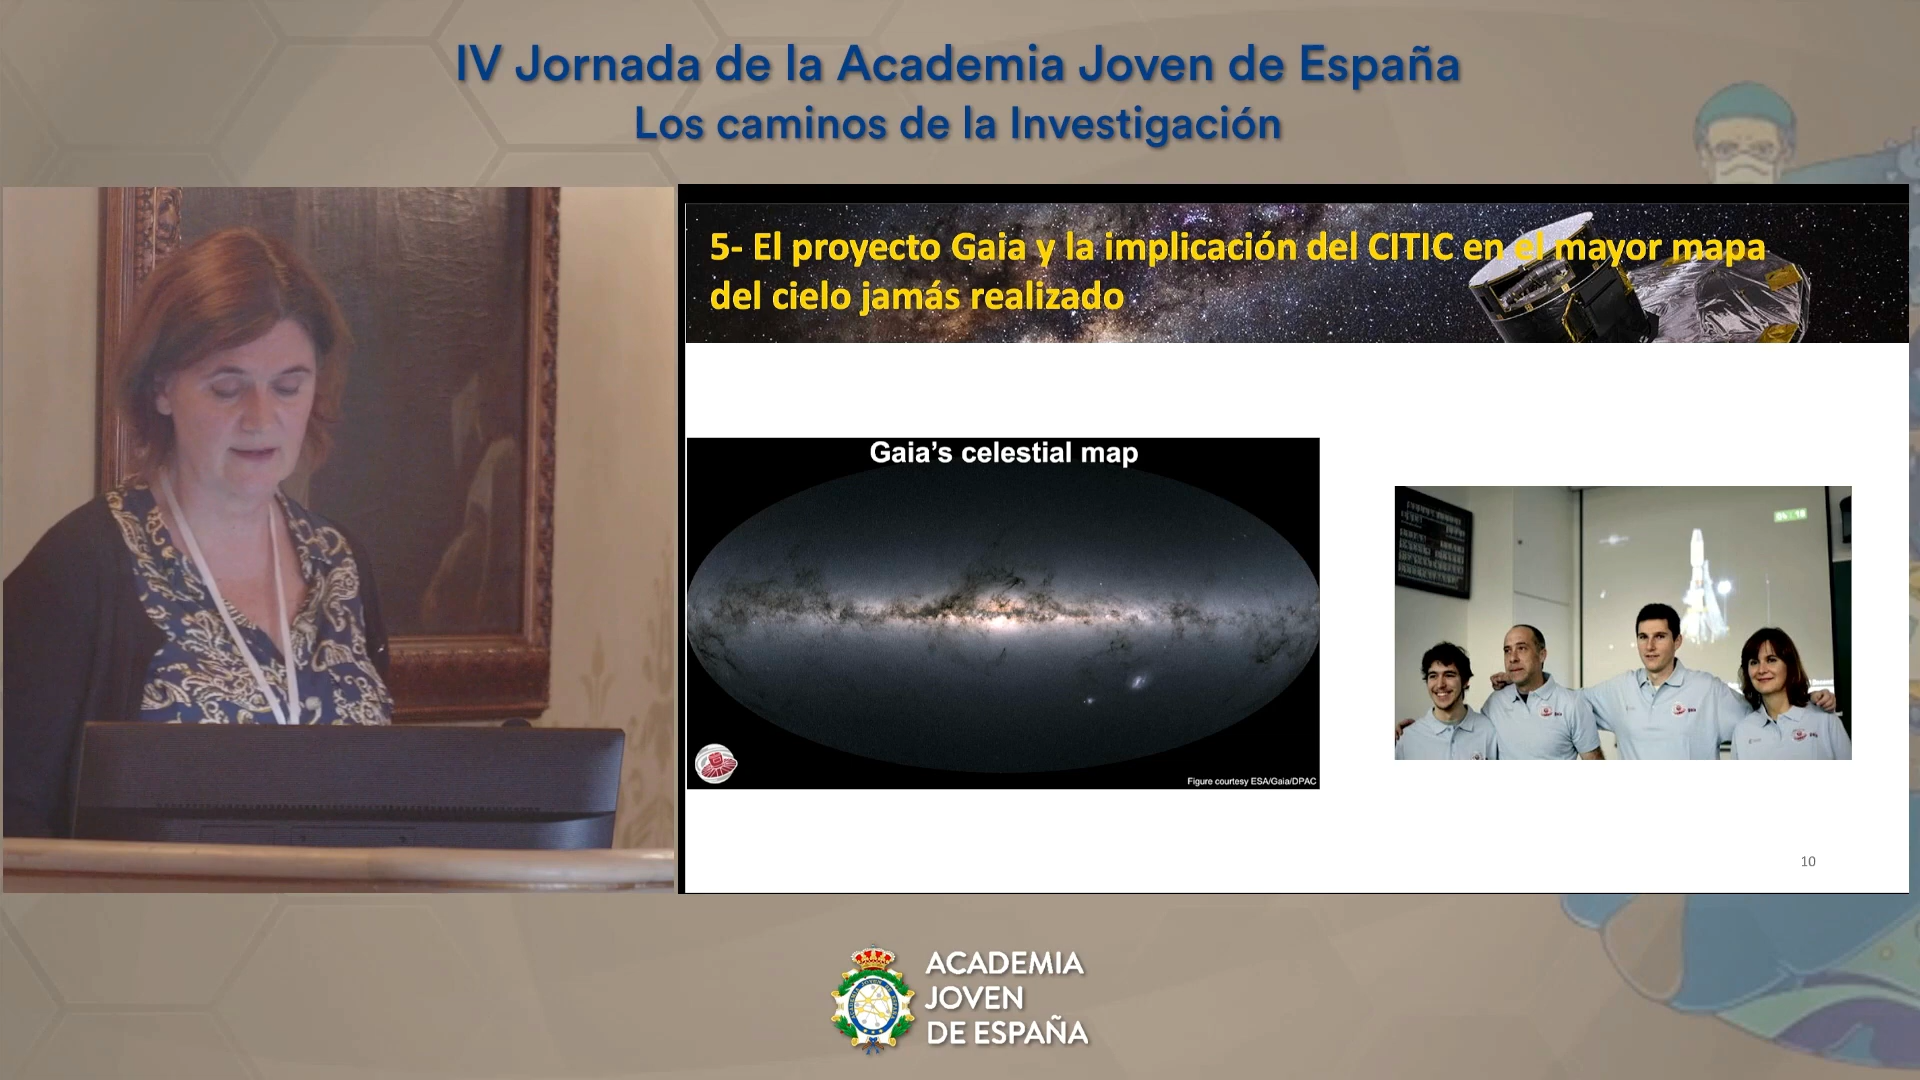 IV Jornada de la Academia Joven de España
Los caminos de la Investigación
5- El proyecto Gaia y la implicación del CITIC en el mayor mapa
del cielo jamás realizado
Gaia's celestial map
Figure courtesy ESA/Gaia/DPAC
10
ACADEMIA
JOVEN
DE ESPAÑA